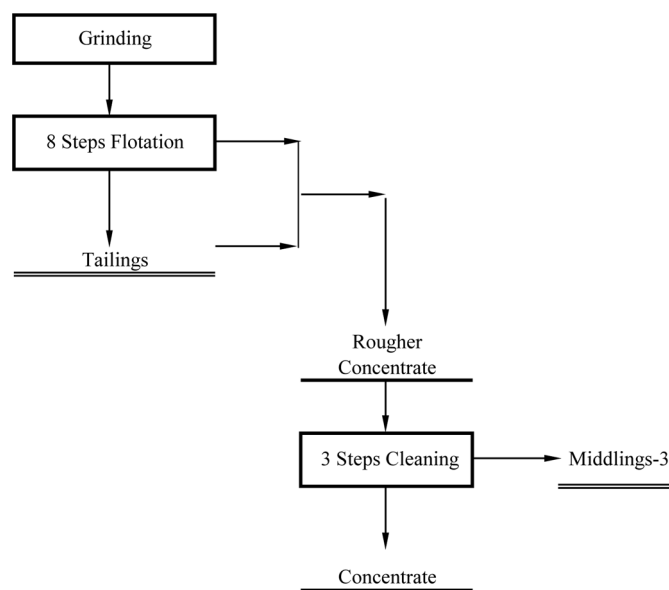 Grinding
8 Steps Flotation
Tailings
Rougher
Concentrate
3 Steps Cleaning
Middlings-3
Concentrate